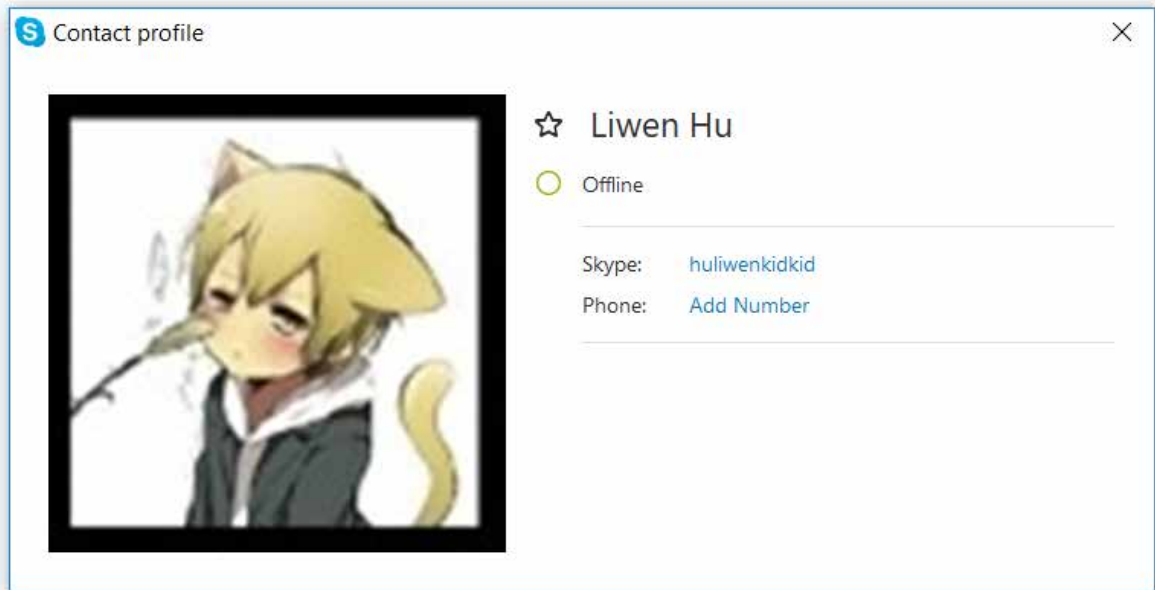 Contact profile
Liwen Hu
Offline
Skype: huliwenkidkid
Phone: Add Number